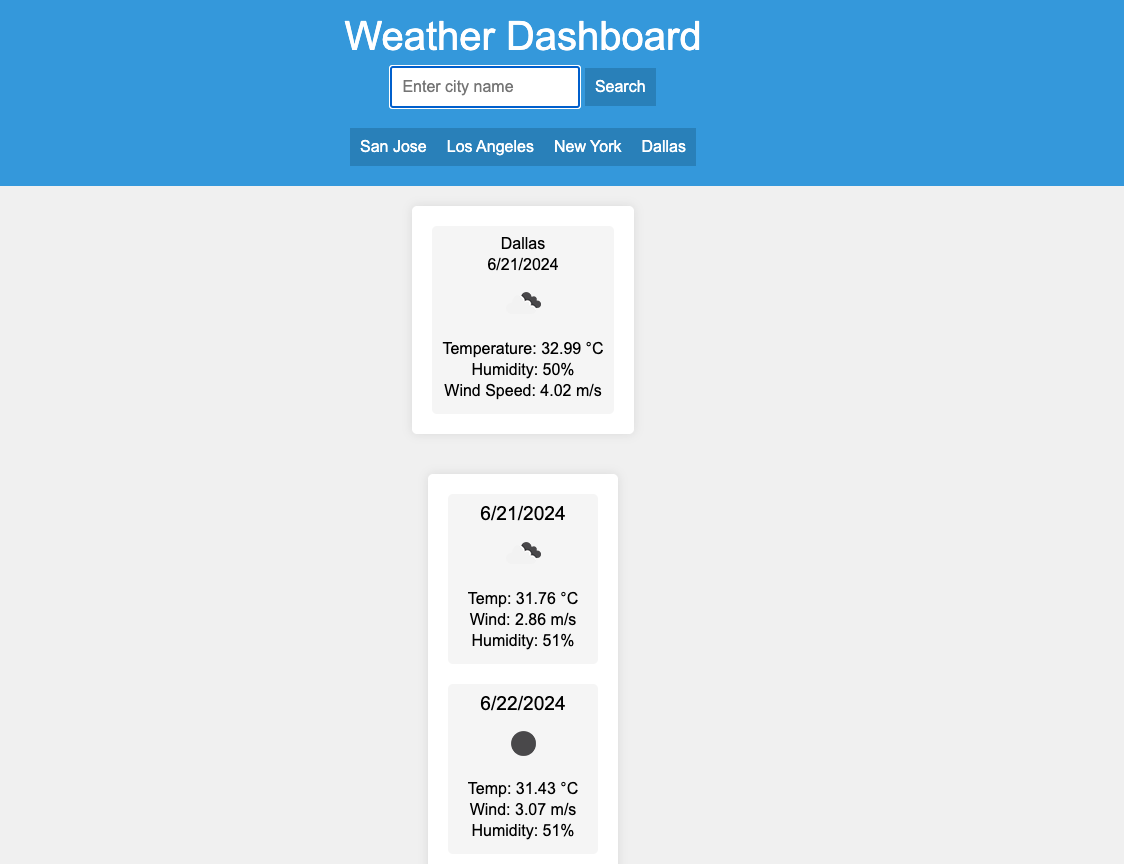 Weather Dashboard
Enter city name
Search
San Jose Los Angeles New York Dallas
Dallas
6/21/2024
Temperature: 32.99 °C
Humidity: 50%
Wind Speed: 4.02 m/s
6/21/2024
Temp: 31.76 °C
Wind: 2.86 m/s
Humidity: 51%
6/22/2024
Temp: 31.43 °C
Wind: 3.07 m/s
Humidity: 51%